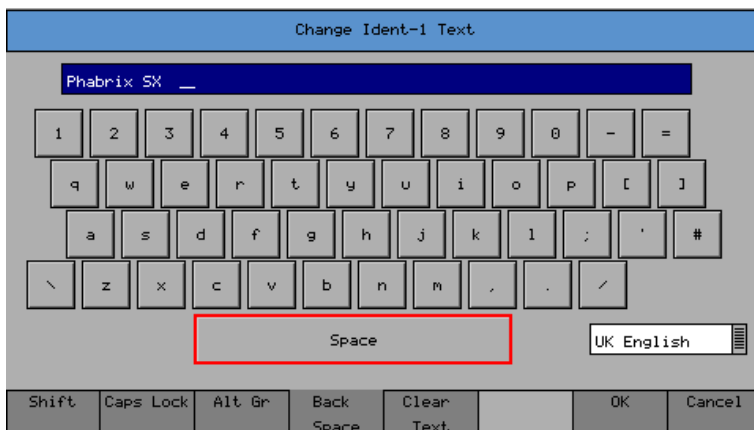 Change Ident-1 Text
Phabrix SX _
1 2 3 4 5 6 7 8 9 0 - =
q w e r t y u i o p [ ]
a s d f g h j k l ; ' #
\ z x c v b n m , . /
Space
UK English
Shift Caps Lock Alt Gr Back Space Clear Text OK Cancel